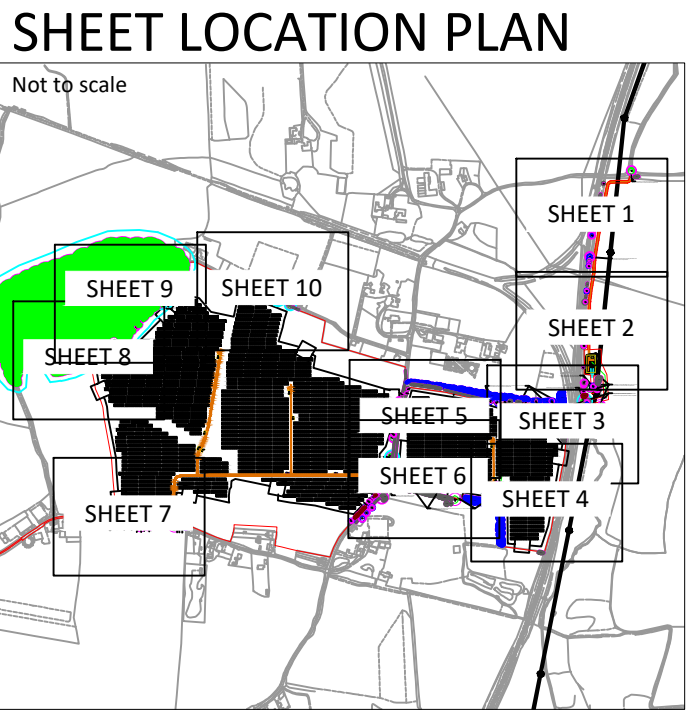 SHEET LOCATION PLAN
Not to scale
SHEET 1
SHEET 9
SHEET 10
SHEET 2
SHEET 8
SHEET 5
SHEET 3
SHEET 6
SHEET 4
SHEET 7